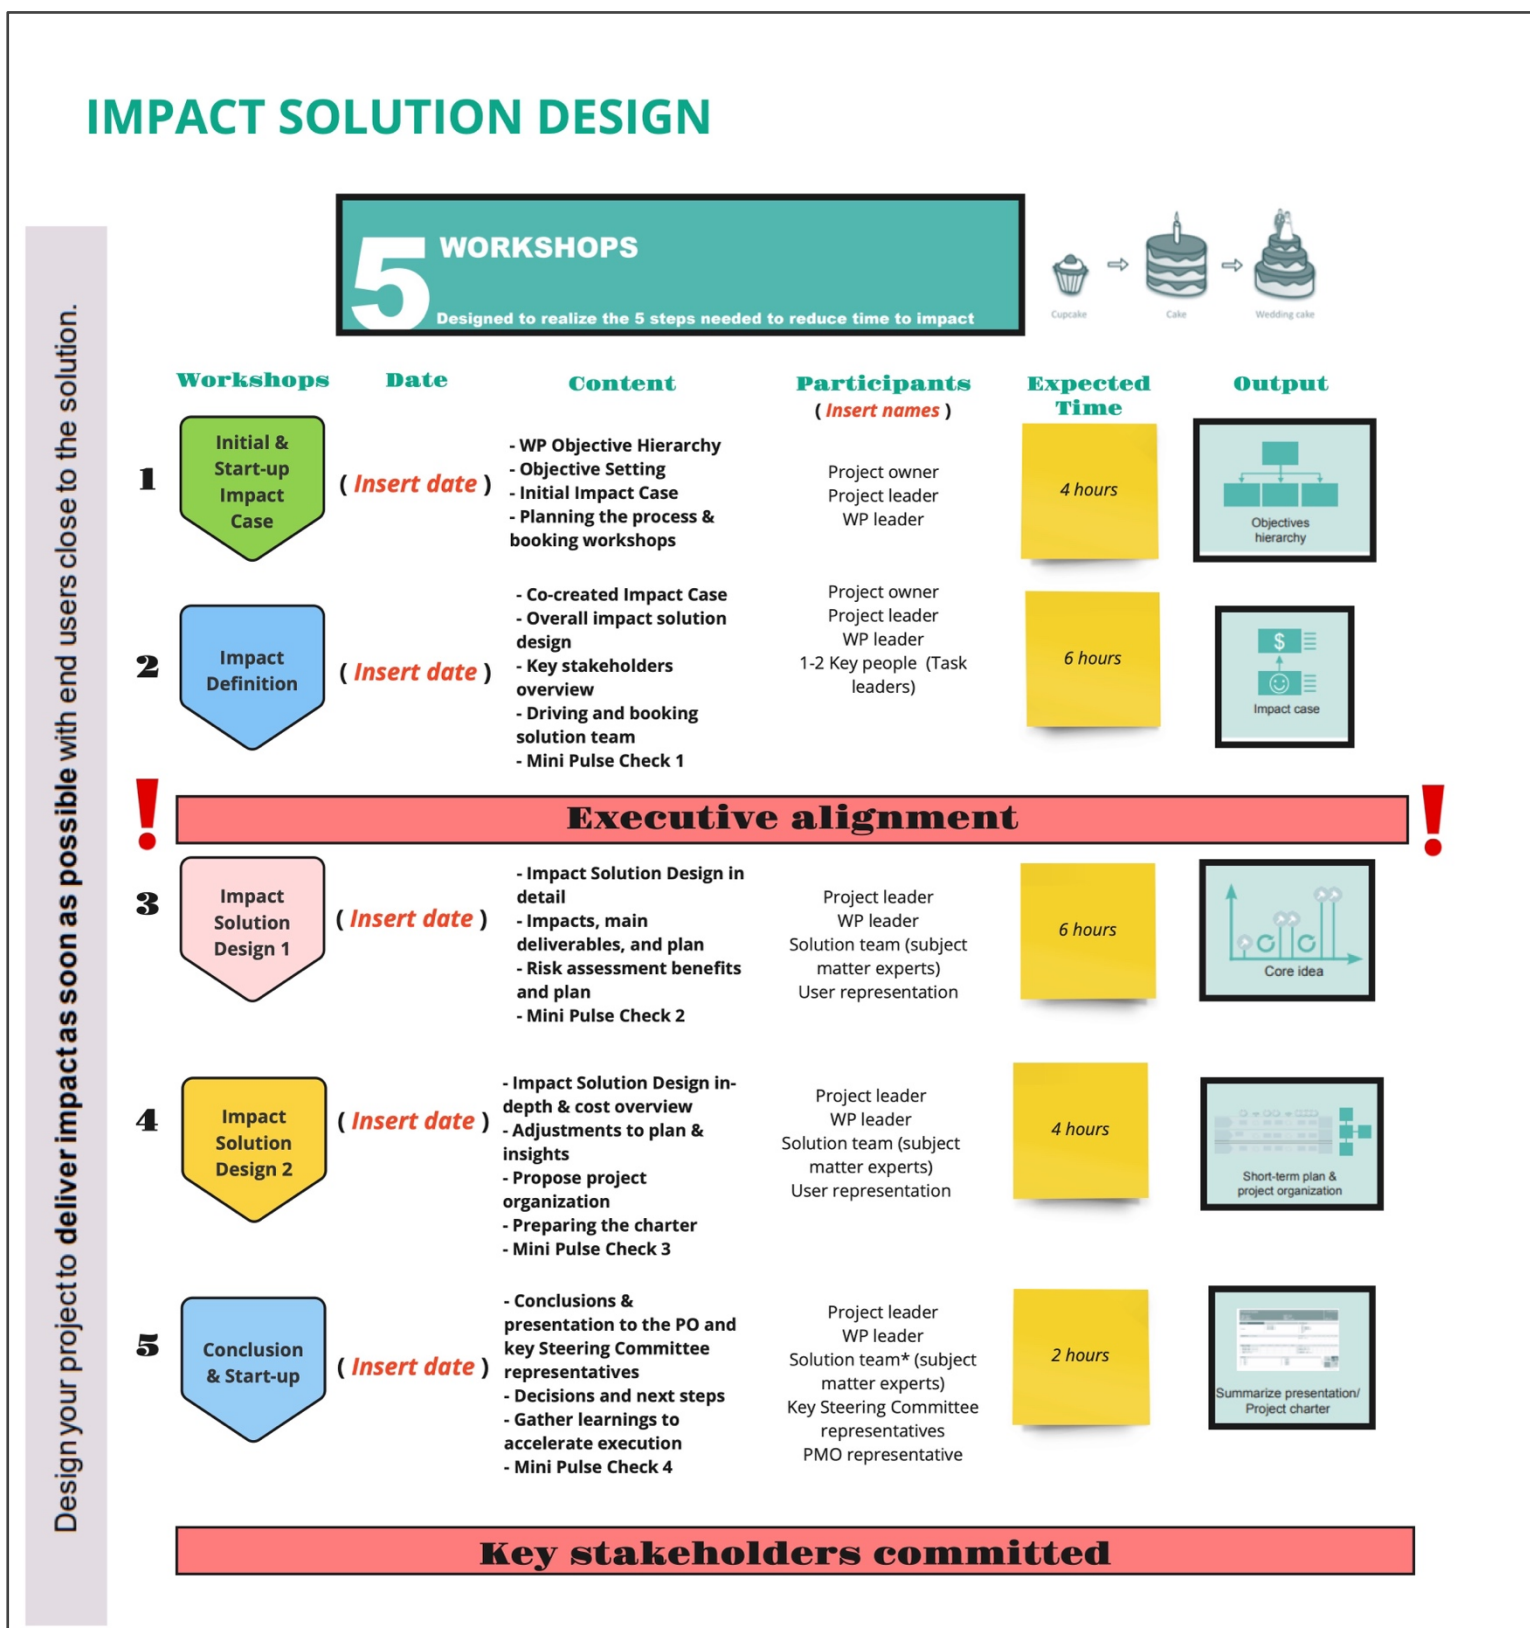 IMPACT SOLUTION DESIGN
5 WORKSHOPS
Designed to realize the 5 steps needed to reduce time to impact
Cupcake
Cake
Wedding cake
Design your project to deliver impact as soon as possible with end users close to the solution.
Workshops
Date
Content
Participants
( Insert names )
Expected
Time
Output
1
Initial &
Start-up
Impact
Case
( Insert date )
- WP Objective Hierarchy
- Objective Setting
- Initial Impact Case
- Planning the process &
booking workshops
Project owner
Project leader
WP leader
4 hours
Objectives
hierarchy
2
Impact
Definition
( Insert date )
- Co-created Impact Case
- Overall impact solution
design
- Key stakeholders
overview
- Driving and booking
solution team
- Mini Pulse Check 1
Project owner
Project leader
WP leader
1-2 Key people (Task
leaders)
6 hours
$
Impact case
! Executive alignment !
3
Impact
Solution
Design 1
( Insert date )
- Impact Solution Design in
detail
- Impacts, main
deliverables, and plan
- Risk assessment benefits
and plan
- Mini Pulse Check 2
Project leader
WP leader
Solution team (subject
matter experts)
User representation
6 hours
Core idea
4
Impact
Solution
Design 2
( Insert date )
- Impact Solution Design in-
depth & cost overview
- Adjustments to plan &
insights
- Propose project
organization
- Preparing the charter
- Mini Pulse Check 3
Project leader
WP leader
Solution team (subject
matter experts)
User representation
4 hours
Short-term plan &
project organization
5
Conclusion
& Start-up
( Insert date )
- Conclusions &
presentation to the PO and
key Steering Committee
representatives
- Decisions and next steps
- Gather learnings to
accelerate execution
- Mini Pulse Check 4
Project leader
WP leader
Solution team* (subject
matter experts)
Key Steering Committee
representatives
PMO representative
2 hours
Summarize presentation/
Project charter
Key stakeholders committed